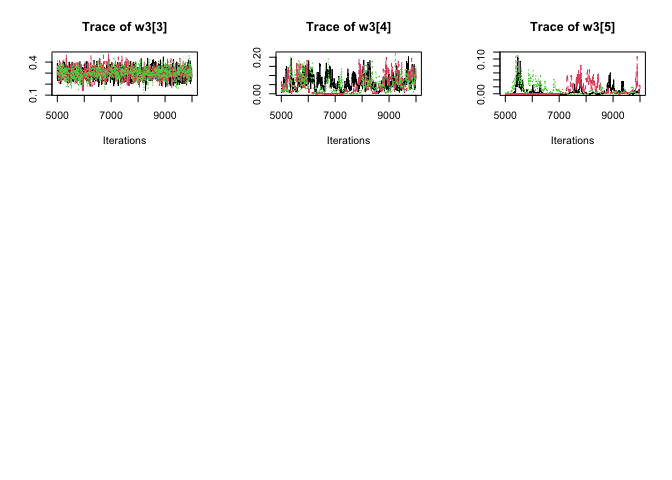 Trace of w3[3]
0.4
0.1
5000 7000 9000
Iterations
Trace of w3[4]
0.20
0.00
5000 7000 9000
Iterations
Trace of w3[5]
0.10
0.00
5000 7000 9000
Iterations